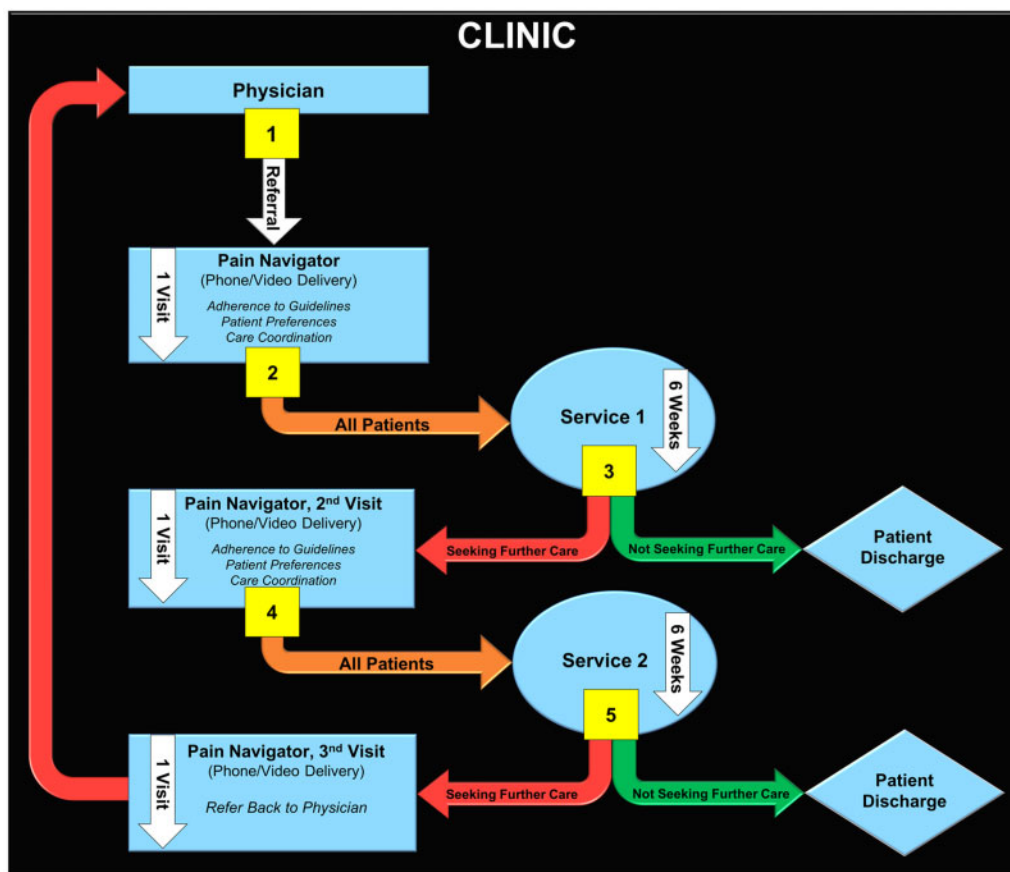 CLINIC
Physician
1
Referral
1 Visit
Pain Navigator
(Phone/Video Delivery)
Adherence to Guidelines
Patient Preferences
Care Coordination
2
All Patients
Service 1
6 Weeks
3
Seeking Further Care
Not Seeking Further Care
Patient
Discharge
1 Visit
Pain Navigator, 2nd Visit
(Phone/Video Delivery)
Adherence to Guidelines
Patient Preferences
Care Coordination
4
All Patients
Service 2
6 Weeks
5
Seeking Further Care
Not Seeking Further Care
Patient
Discharge
1 Visit
Pain Navigator, 3nd Visit
(Phone/Video Delivery)
Refer Back to Physician